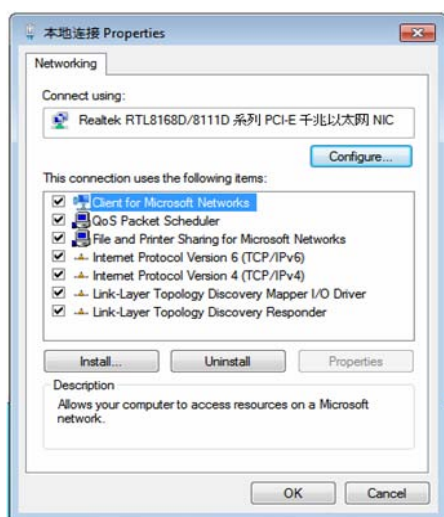 本地连接 Properties
Networking
Connect using:
Realtek RTL8168D/8111D 系列 PCI-E 千兆以太网 NIC
Configure...
This connection uses the following items:
Client for Microsoft Networks
QoS Packet Scheduler
File and Printer Sharing for Microsoft Networks
Internet Protocol Version 6 (TCP/IPv6)
Internet Protocol Version 4 (TCP/IPv4)
Link-Layer Topology Discovery Mapper I/O Driver
Link-Layer Topology Discovery Responder
Install... Uninstall Properties
Description
Allows your computer to access resources on a Microsoft
network.
OK Cancel